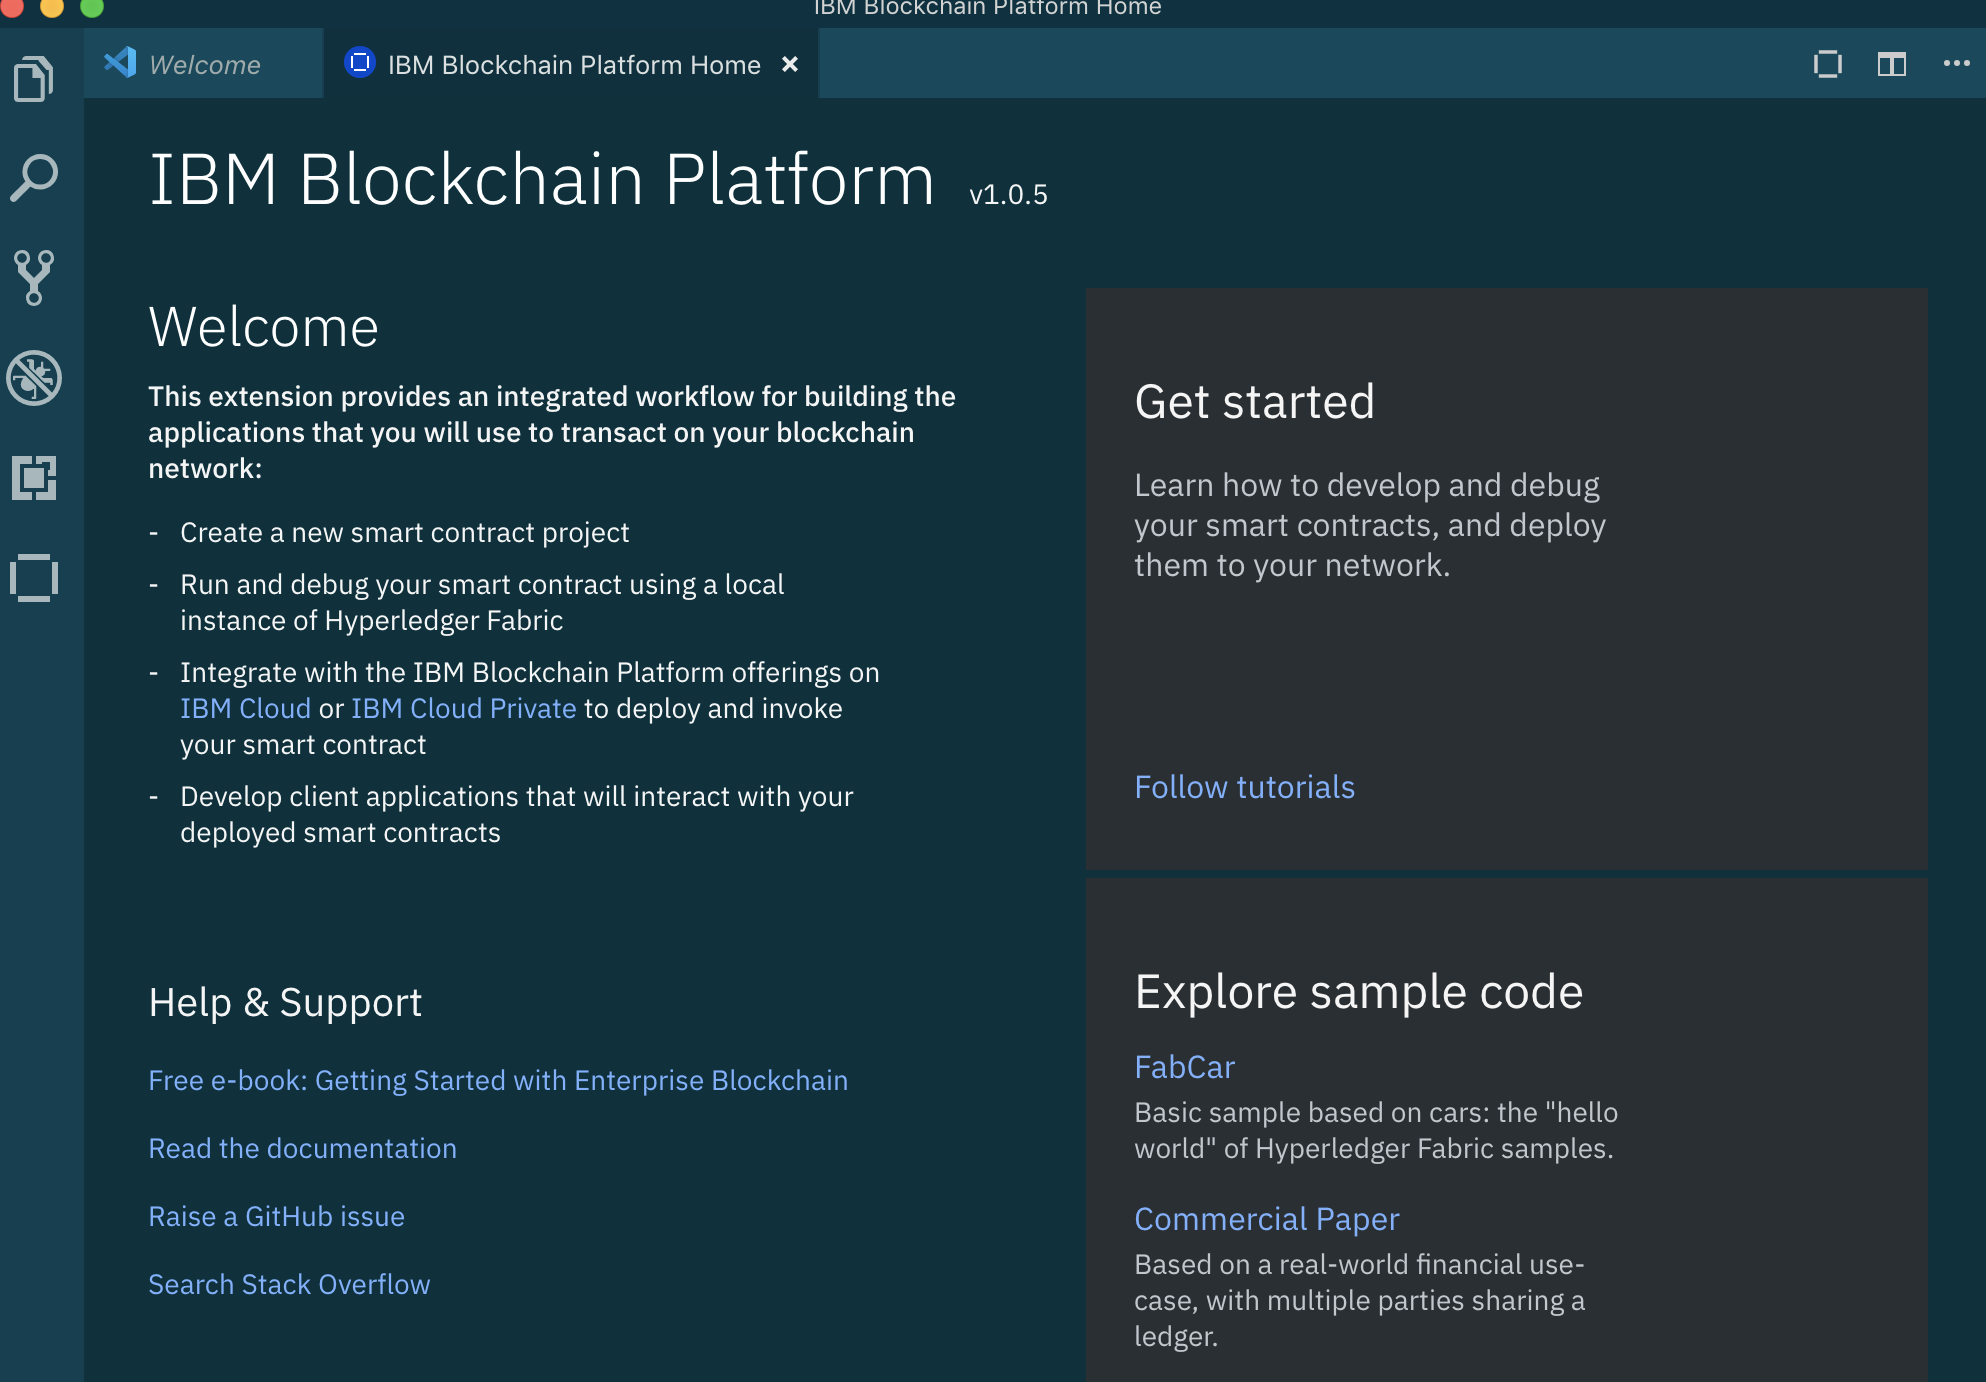 IBM Blockchain Platform Home
Welcome
IBM Blockchain Platform Home
IBM Blockchain Platform v1.0.5
Welcome
This extension provides an integrated workflow for building the
applications that you will use to transact on your blockchain
network:
- Create a new smart contract project
- Run and debug your smart contract using a local
instance of Hyperledger Fabric
- Integrate with the IBM Blockchain Platform offerings on
IBM Cloud or IBM Cloud Private to deploy and invoke
your smart contract
- Develop client applications that will interact with your
deployed smart contracts
Help & Support
Free e-book: Getting Started with Enterprise Blockchain
Read the documentation
Raise a GitHub issue
Search Stack Overflow
Get started
Learn how to develop and debug
your smart contracts, and deploy
them to your network.
Follow tutorials
Explore sample code
FabCar
Basic sample based on cars: the "hello
world" of Hyperledger Fabric samples.
Commercial Paper
Based on a real-world financial use-
case, with multiple parties sharing a
ledger.